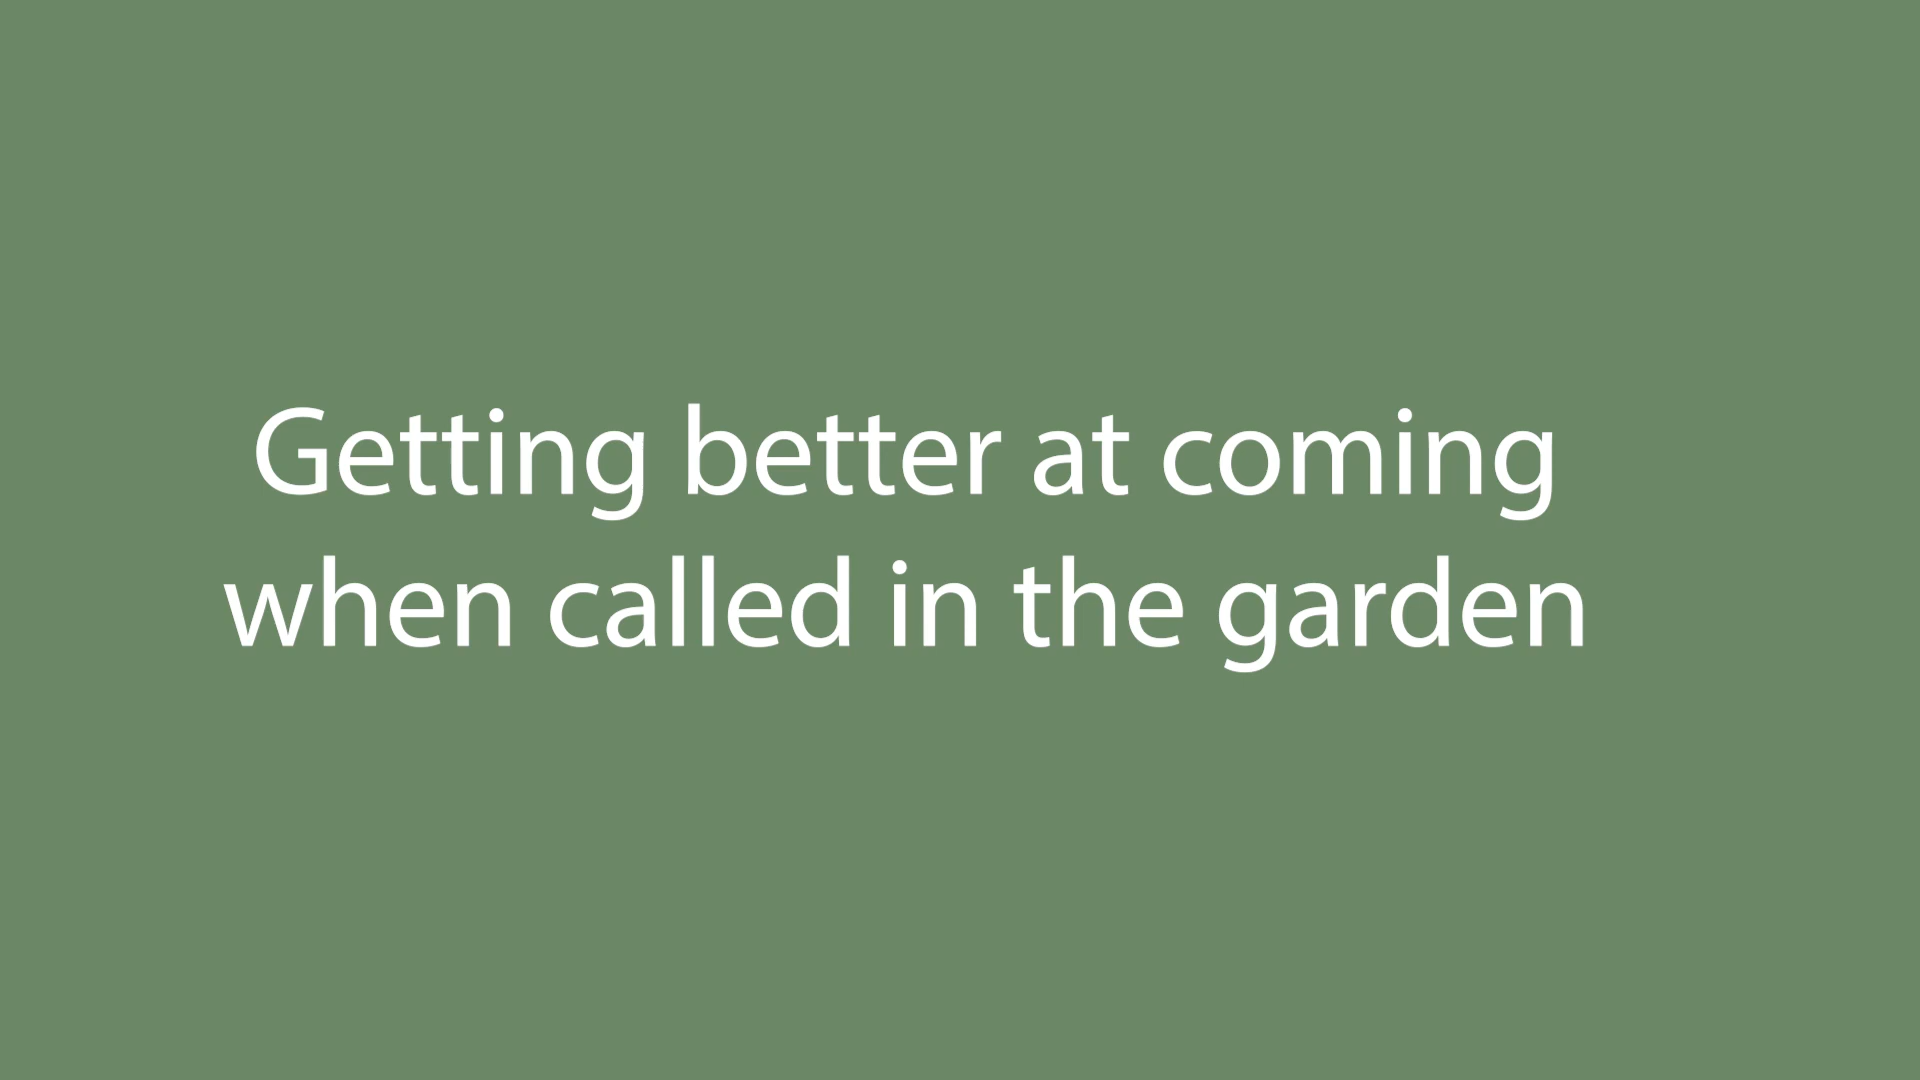 Getting better at coming
when called in the garden